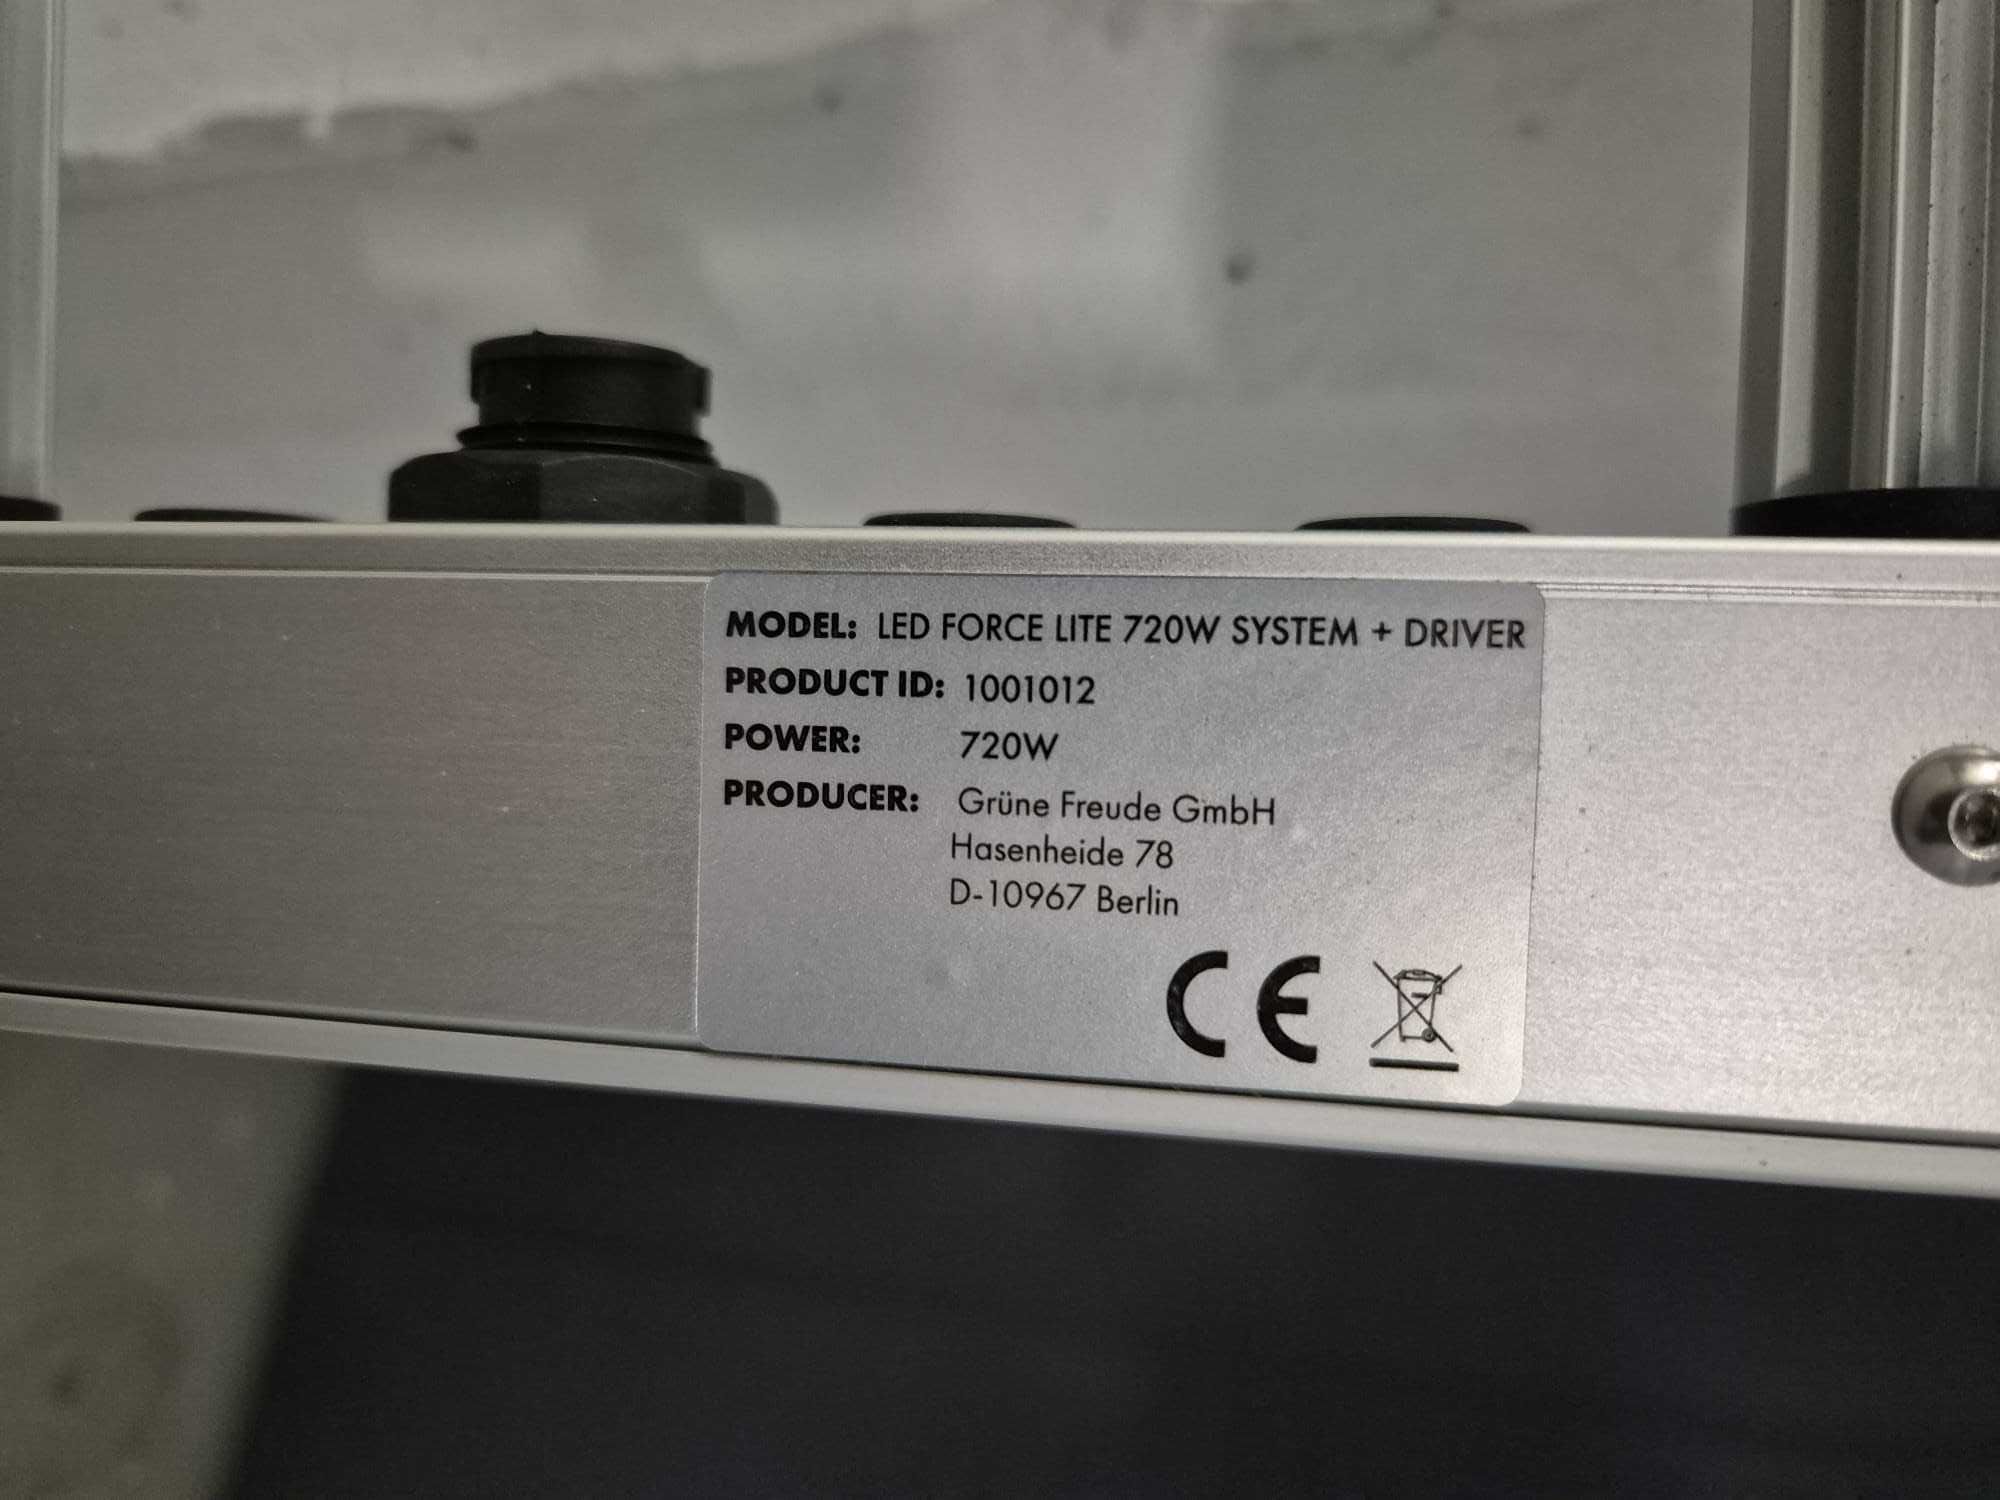 MODEL: LED FORCE LITE 720W SYSTEM + DRIVER
PRODUCT ID: 1001012
POWER: 720W
PRODUCER: Grüne Freude GmbH
Hasenheide 78
D-10967 Berlin
CE